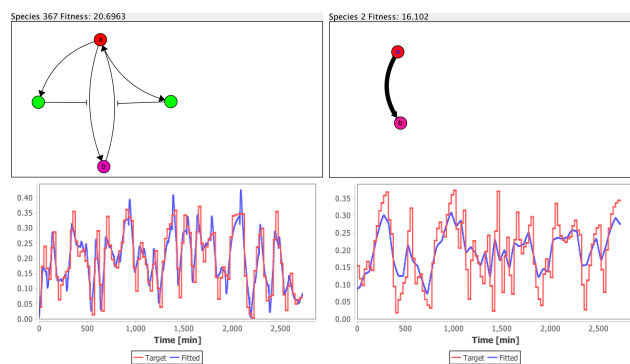 Species 367 Fitness: 20.6963
Species 2 Fitness: 16.102
a
b
b
0.40
0.35
0.30
0.25
0.20
0.15
0.10
0.05
0.00
0 500 1,000 1,500 2,000 2,500
Time [min]
Target Fitted
0.35
0.30
0.25
0.20
0.15
0.10
0.05
0.00
0 500 1,000 1,500 2,000 2,500
Time [min]
Target Fitted